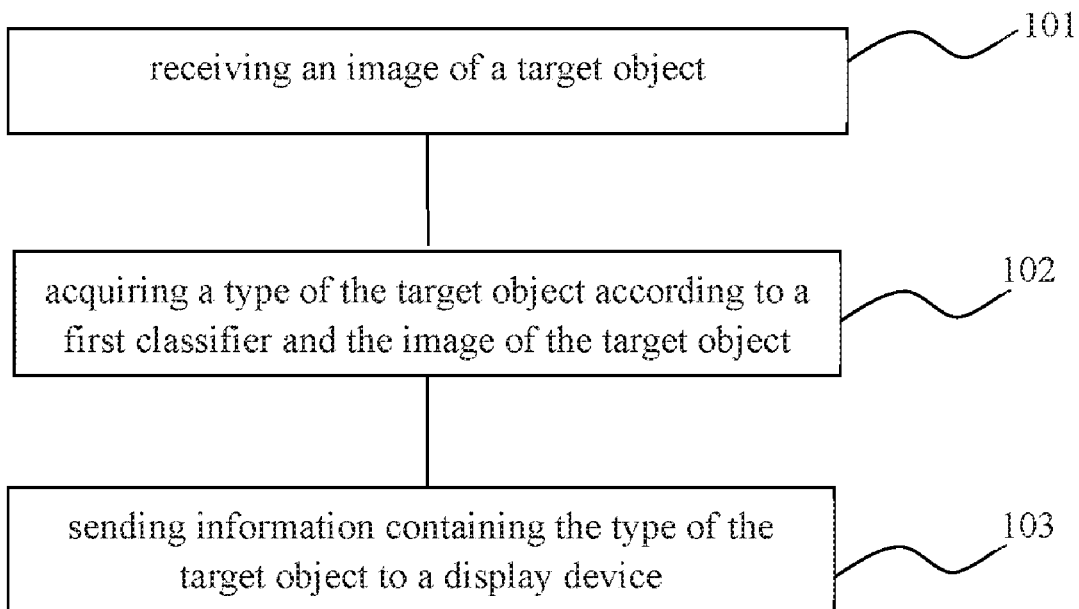 101
receiving an image of a target object
102
acquiring a type of the target object according to a
first classifier and the image of the target object
103
sending information containing the type of the
target object to a display device